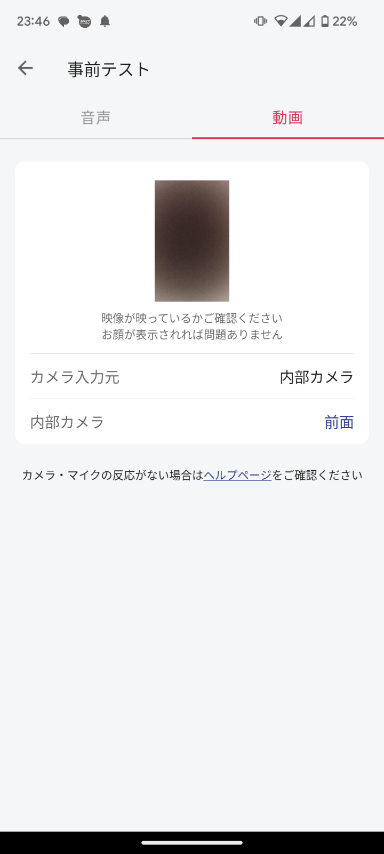 23:46
22%
事前テスト
音声
動画
映像が映っているかご確認ください
お顔が表示されれば問題ありません
カメラ入力元
内部カメラ
内部カメラ
前面
カメラ・マイクの反応がない場合はヘルプページをご確認ください